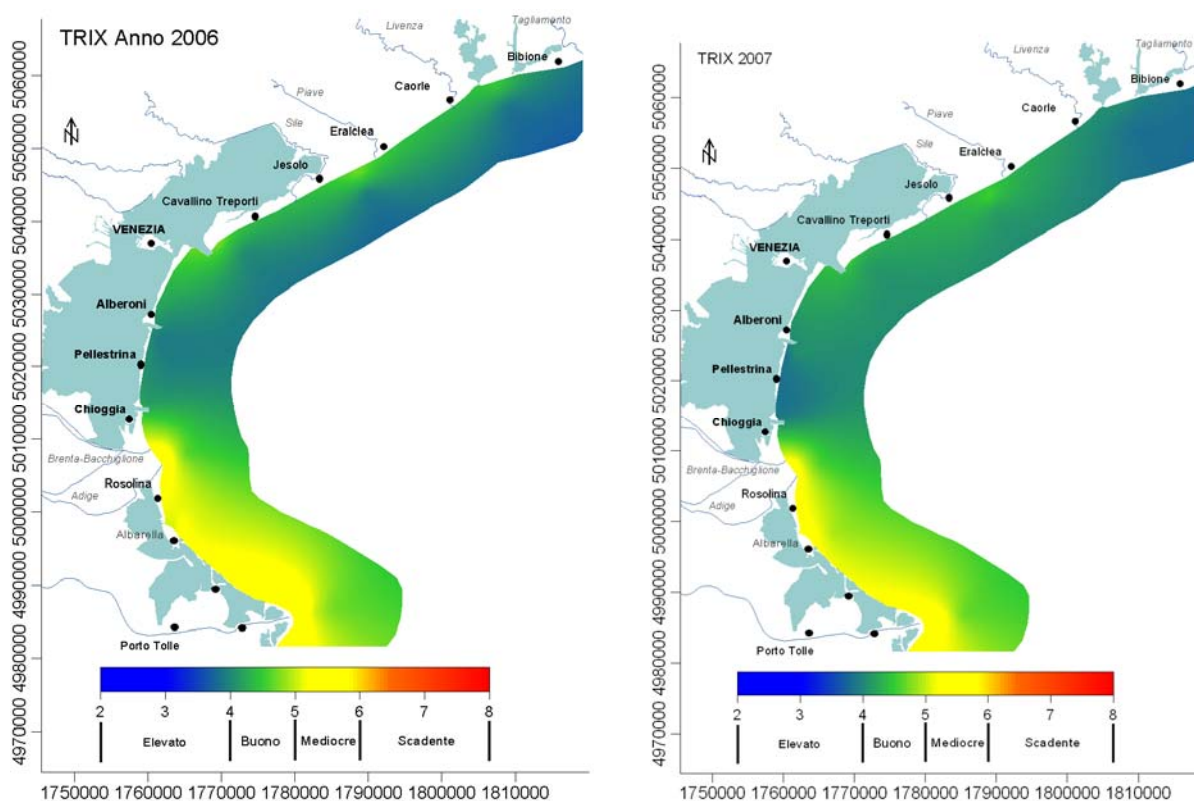 TRIX Anno 2006
Tagliamento
Livenza
Bibione
Caorle
Piave
Eralclea
Sile
Jesolo
Cavallino Treporti
VENEZIA
Alberoni
Pellestrina
Chioggia
Brenta-Bacchiglione
Rosolina
Adige
Albarella
Porto Tolle
N
5060000
5050000
5040000
5030000
5020000
5010000
5000000
4990000
4980000
4970000
2 3 4 5 6 7 8
Elevato Buono Mediocre Scadente
1750000 1760000 1770000 1780000 1790000 1800000 1810000
TRIX 2007
Tagliamento
Livenza
Bibione
Caorle
Piave
Eralclea
Sile
Jesolo
Cavallino Treporti
VENEZIA
Alberoni
Pellestrina
Chioggia
Brenta-Bacchiglione
Rosolina
Adige
Albarella
Porto Tolle
N
5060000
5050000
5040000
5030000
5020000
5010000
5000000
4990000
4980000
4970000
2 3 4 5 6 7 8
Elevato Buono Mediocre Scadente
1750000 1760000 1770000 1780000 1790000 1800000 1810000